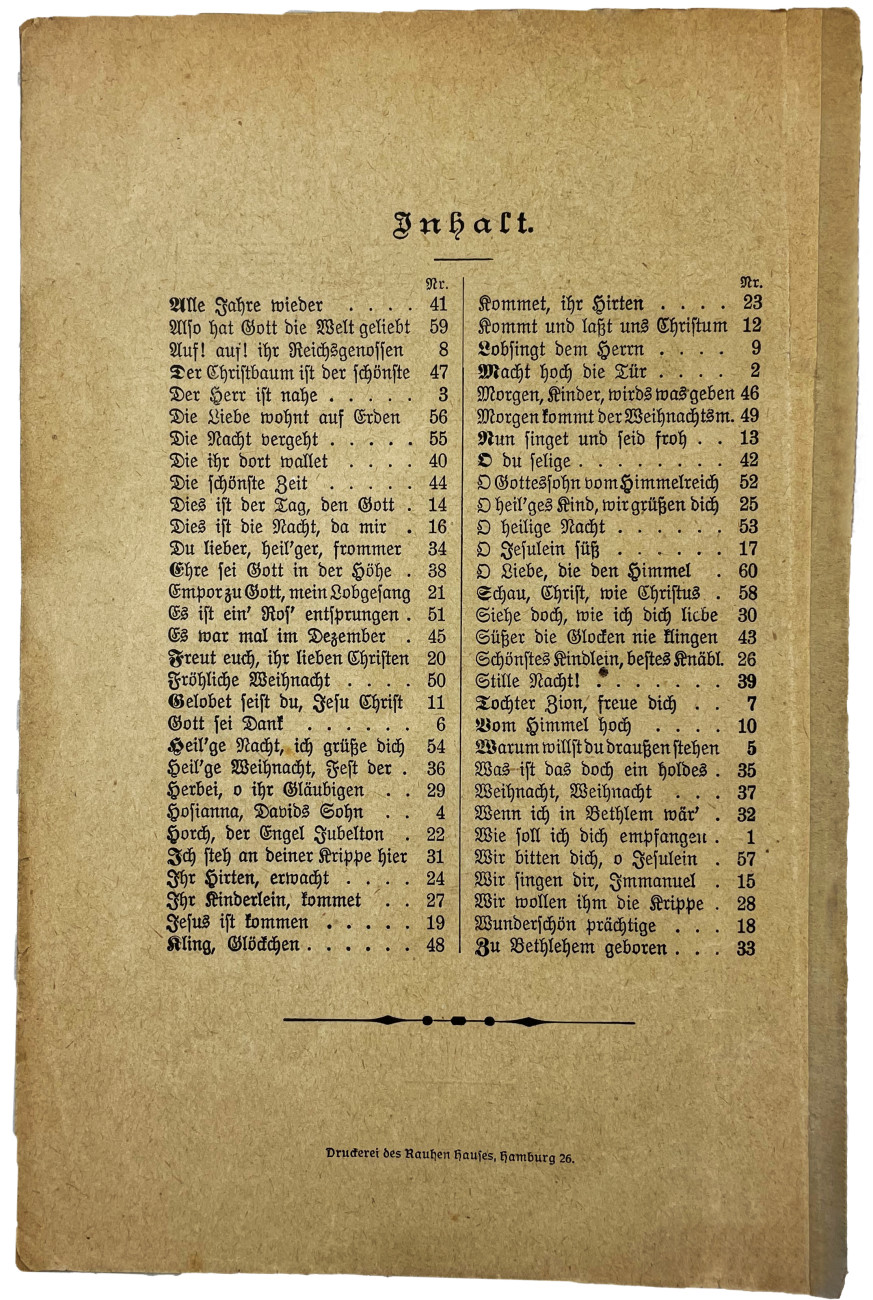 Inhalt.
Nr.
Alle Jahre wieder . . . . 41
Also hat Gott die Welt geliebt 59
Auf! auf! ihr Reichsgenossen 8
Der Christbaum ist der schönste 47
Der Herr ist nahe . . . . . 3
Die Liebe wohnt auf Erden 56
Die Nacht vergeht . . . . . 55
Die ihr dort wallet . . . . 40
Die schönste Zeit . . . . . 44
Dies ist der Tag, den Gott . 14
Dies ist die Nacht, da mir . 16
Du lieber, heil'ger, frommer 34
Ehre sei Gott in der Höhe . 38
Empor zu Gott, mein Lobgesang 21
Es ist ein' Ros' entsprungen . 51
Es war mal im Dezember . 45
Freut euch, ihr lieben Christen 20
Fröhliche Weihnacht . . . . 50
Gelobet seist du, Jesu Christ 11
Gott sei Dank . . . . . . 6
Heil'ge Nacht, ich grüße dich 54
Heil'ge Weihnacht, Fest der . 36
Herbei, o ihr Gläubigen . . 29
Hosianna, Davids Sohn . . 4
Horch, der Engel Jubelton . 22
Ich steh an deiner Krippe hier 31
Ihr Hirten, erwacht . . . . 24
Ihr Kinderlein, kommet . . 27
Jesus ist kommen . . . . . 19
Kling, Glöckchen . . . . . . 48
Nr.
Kommet, ihr Hirten . . . . 23
Kommt und laßt uns Christum 12
Lobsingt dem Herrn . . . . 9
Macht hoch die Tür . . . . 2
Morgen, Kinder, wirds was geben 46
Morgen kommt der Weihnachtsm. 49
Nun singet und seid froh . . 13
O du selige . . . . . . . . 42
O Gottessohn vom Himmelreich 52
O heil'ges Kind, wir grüßen dich 25
O heilige Nacht . . . . . . 53
O Jesulein süß . . . . . . 17
O Liebe, die den Himmel . 60
Schau, Christ, wie Christus . 58
Siehe doch, wie ich dich liebe 30
Süßer die Glocken nie klingen 43
Schönstes Kindlein, bestes Knäbl. 26
Stille Nacht! . . . . . . . 39
Tochter Zion, freue dich . . 7
Vom Himmel hoch . . . . 10
Warum willst du draußen stehen 5
Was ist das doch ein holdes . 35
Weihnacht, Weihnacht . . . 37
Wenn ich in Bethlem wär' . 32
Wie soll ich dich empfangen . 1
Wir bitten dich, o Jesulein . 57
Wir singen dir, Immanuel . 15
Wir wollen ihm die Krippe . 28
Wunderschön prächtige . . . 18
Zu Bethlehem geboren . . . 33
Druckerei des Rauhen Hauses, Hamburg 26.